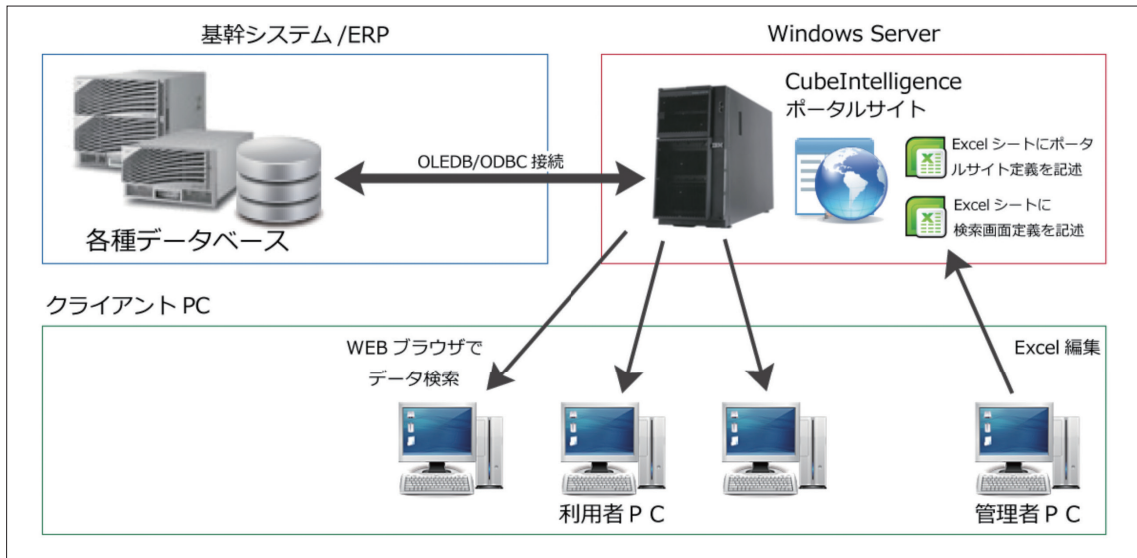 基幹システム /ERP
Windows Server
CubeIntelligence
ポータルサイト
Excel シートにポータ
ルサイト定義を記述
Excel シートに
検索画面定義を記述
OLEDB/ODBC 接続
各種データベース
クライアント PC
WEB ブラウザで
データ検索
Excel 編集
利用者ＰＣ
管理者ＰＣ